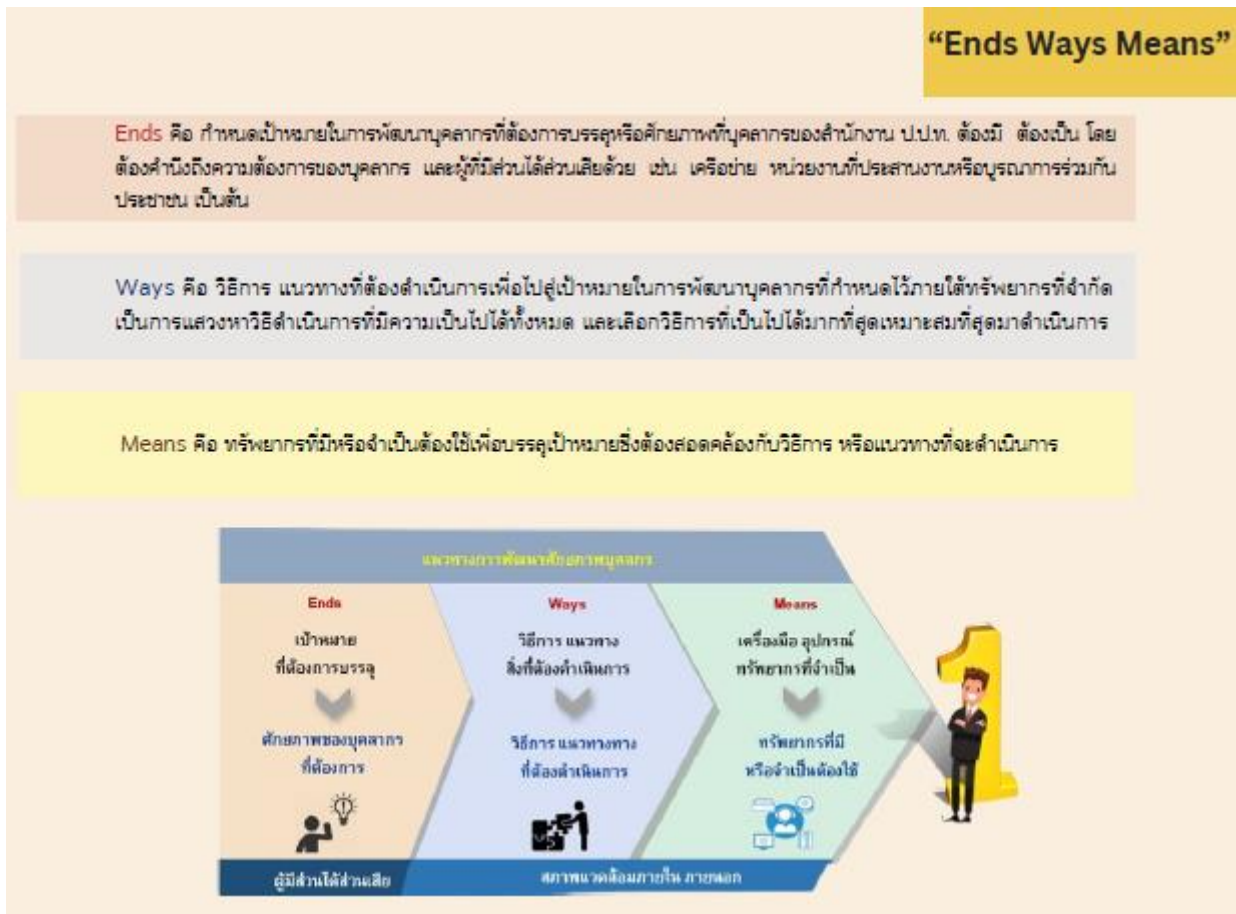 “Ends Ways Means”
Ends คือ กำหนดเป้าหมายในการพัฒนาบุคลากรที่ต้องการบรรลุหรือศักยภาพที่บุคลากรของสำนักงาน ป.ป.ท. ต้องมี ต้องเป็น โดย
ต้องคำนึงถึงความต้องการของบุคลากร และผู้ที่มีส่วนได้ส่วนเสียด้วย เช่น เครือข่าย หน่วยงานที่ประสานงานหรือบูรณาการร่วมกัน
ประชาชน เป็นต้น
Ways คือ วิธีการ แนวทางที่ต้องดำเนินการเพื่อไปสู่เป้าหมายในการพัฒนาบุคลากรที่กำหนดไว้ภายใต้ทรัพยากรที่จำกัด
เป็นการแสวงหาวิธีดำเนินการที่มีความเป็นไปได้ทั้งหมด และเลือกวิธีการที่เป็นไปได้มากที่สุดเหมาะสมที่สุดมาดำเนินการ
Means คือ ทรัพยากรที่มีหรือจำเป็นต้องใช้เพื่อบรรลุเป้าหมายซึ่งต้องสอดคล้องกับวิธีการ หรือแนวทางที่จะดำเนินการ
แนวทางการพัฒนาศักยภาพบุคลากร
Ends
เป้าหมาย
ที่ต้องการบรรลุ
ศักยภาพของบุคลากร
ที่ต้องการ
ผู้มีส่วนได้ส่วนเสีย
Ways
วิธีการ แนวทาง
สิ่งที่ต้องดำเนินการ
วิธีการ แนวทางทาง
ที่ต้องดำเนินการ
Means
เครื่องมือ อุปกรณ์
ทรัพยากรที่จำเป็น
ทรัพยากรที่มี
หรือจำเป็นต้องใช้
สภาพแวดล้อมภายใน ภายนอก